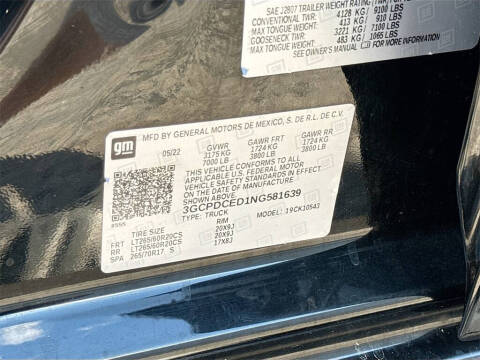 SAE J2807 TRAILER WEIGHT RATING (TWR)
CONVENTIONAL TWR: 4128 KG / 9100 LBS
MAX TONGUE WT: 413 KG / 910 LBS
GOOSENECK TWR: 3221 KG / 7100 LBS
MAX TONGUE WT: 483 KG / 1065 LBS
SEE OWNER'S MANUAL FOR MORE INFORMATION
MFD BY GENERAL MOTORS DE MEXICO, S. DE R.L. DE C.V.
gm
05/22 GVWR GAWR FRT GAWR RR
3175 KG 1724 KG 1724 KG
7000 LB 3800 LB 3800 LB
THIS VEHICLE CONFORMS TO ALL
APPLICABLE U.S. FEDERAL MOTOR
VEHICLE SAFETY STANDARDS IN EFFECT
ON THE DATE OF MANUFACTURE
3GCPDCED1NG581639
TYPE: TRUCK MODEL: 19CK10543
TIRE SIZE RIM
FRT LT265/60R20CS 20X9J
RR LT265/60R20CS 20X9J
SPA 265/70R17 S 17X8J